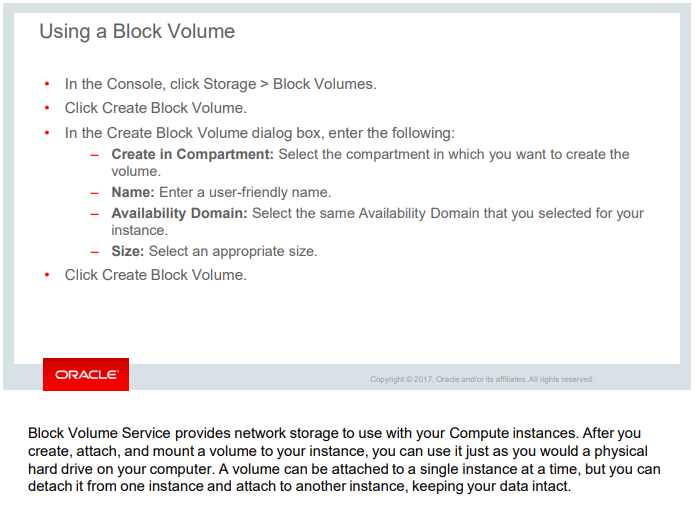 Using a Block Volume
• In the Console, click Storage > Block Volumes.
• Click Create Block Volume.
• In the Create Block Volume dialog box, enter the following:
– Create in Compartment: Select the compartment in which you want to create the
volume.
– Name: Enter a user-friendly name.
– Availability Domain: Select the same Availability Domain that you selected for your
instance.
– Size: Select an appropriate size.
• Click Create Block Volume.
ORACLE
Copyright © 2017, Oracle and/or its affiliates. All rights reserved.
Block Volume Service provides network storage to use with your Compute instances. After you
create, attach, and mount a volume to your instance, you can use it just as you would a physical
hard drive on your computer. A volume can be attached to a single instance at a time, but you can
detach it from one instance and attach to another instance, keeping your data intact.